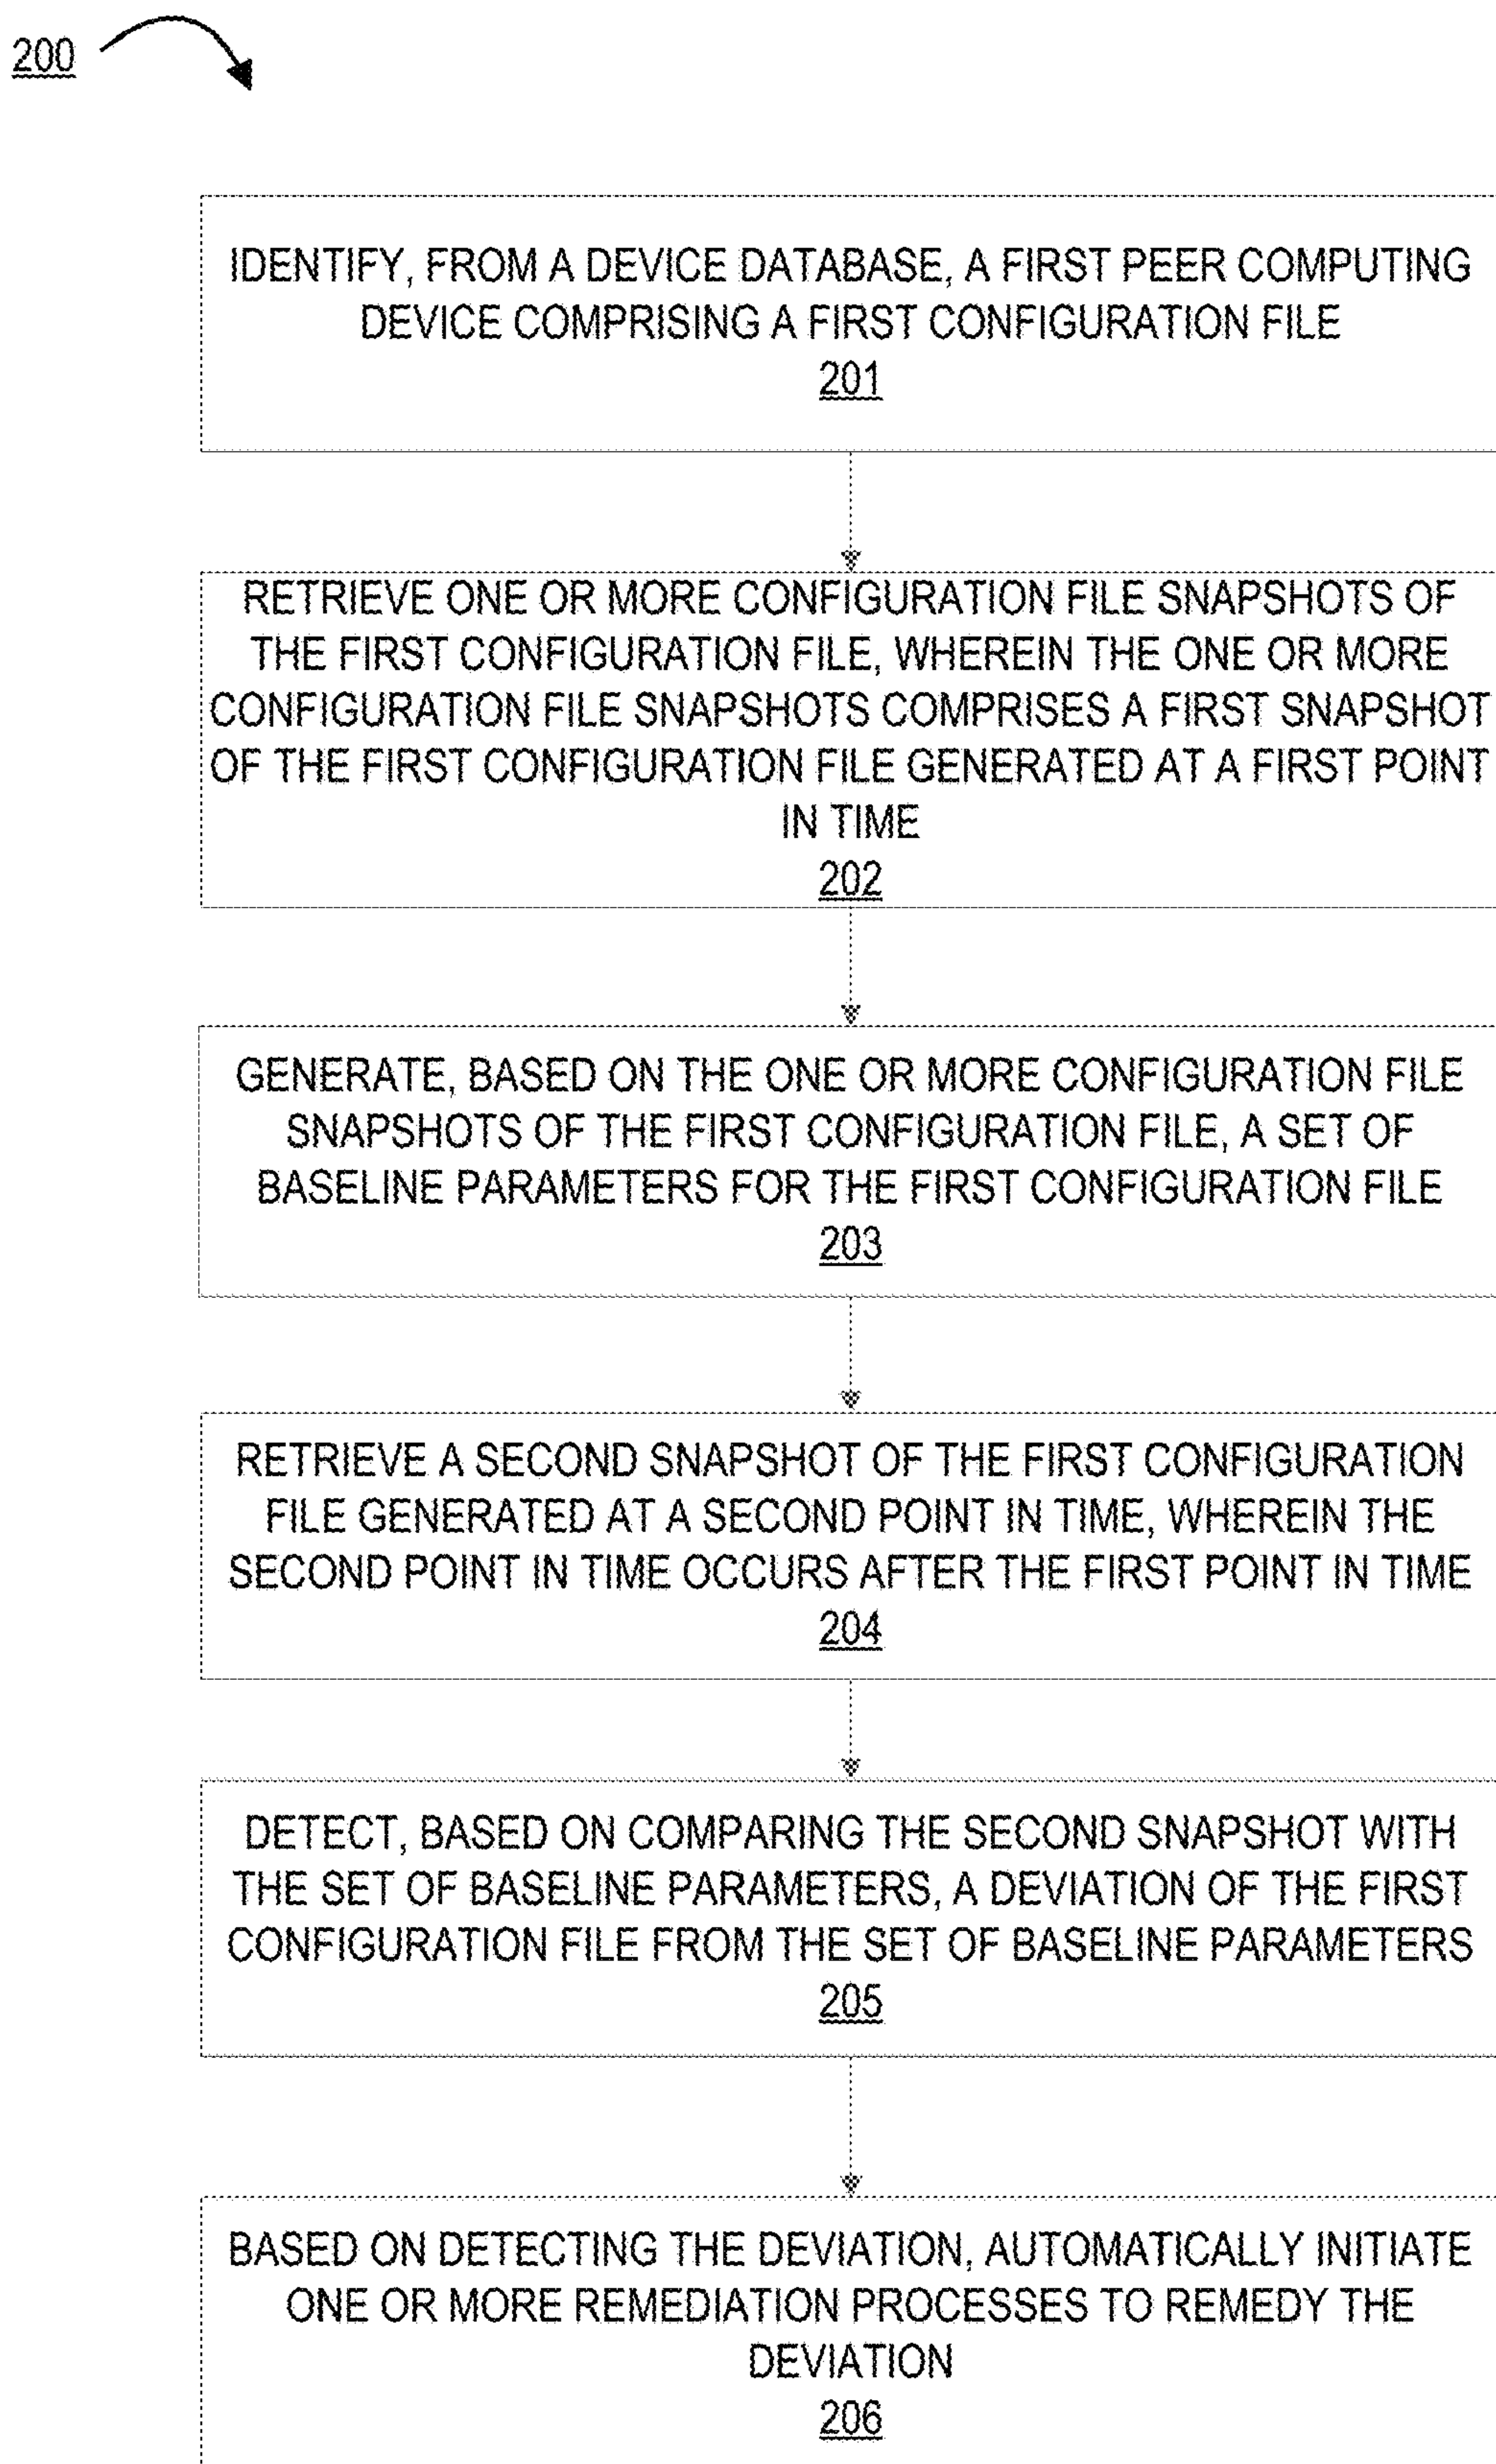 200
IDENTIFY, FROM A DEVICE DATABASE, A FIRST PEER COMPUTING
DEVICE COMPRISING A FIRST CONFIGURATION FILE
201
RETRIEVE ONE OR MORE CONFIGURATION FILE SNAPSHOTS OF
THE FIRST CONFIGURATION FILE, WHEREIN THE ONE OR MORE
CONFIGURATION FILE SNAPSHOTS COMPRISES A FIRST SNAPSHOT
OF THE FIRST CONFIGURATION FILE GENERATED AT A FIRST POINT
IN TIME
202
GENERATE, BASED ON THE ONE OR MORE CONFIGURATION FILE
SNAPSHOTS OF THE FIRST CONFIGURATION FILE, A SET OF
BASELINE PARAMETERS FOR THE FIRST CONFIGURATION FILE
203
RETRIEVE A SECOND SNAPSHOT OF THE FIRST CONFIGURATION
FILE GENERATED AT A SECOND POINT IN TIME, WHEREIN THE
SECOND POINT IN TIME OCCURS AFTER THE FIRST POINT IN TIME
204
DETECT, BASED ON COMPARING THE SECOND SNAPSHOT WITH
THE SET OF BASELINE PARAMETERS, A DEVIATION OF THE FIRST
CONFIGURATION FILE FROM THE SET OF BASELINE PARAMETERS
205
BASED ON DETECTING THE DEVIATION, AUTOMATICALLY INITIATE
ONE OR MORE REMEDIATION PROCESSES TO REMEDY THE
DEVIATION
206